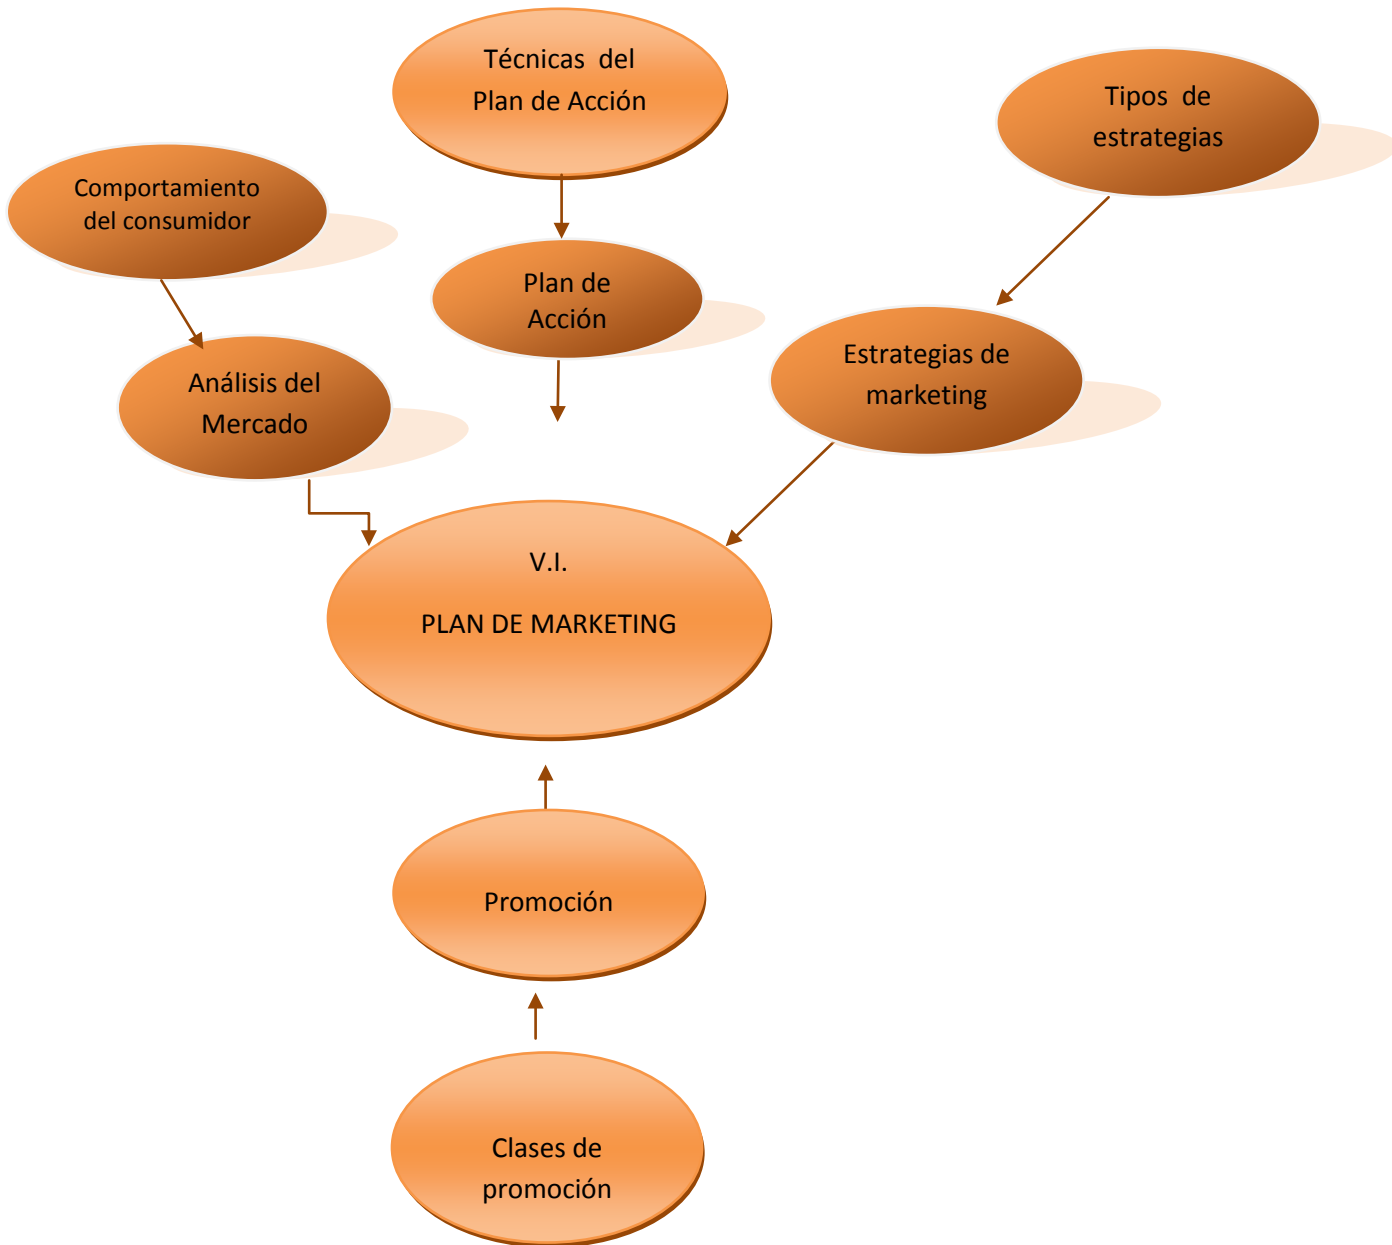 Técnicas del
Plan de Acción
Tipos de
estrategias
Comportamiento
del consumidor
Plan de
Acción
Estrategias de
marketing
Análisis del
Mercado
V.I.
PLAN DE MARKETING
Promoción
Clases de
promoción